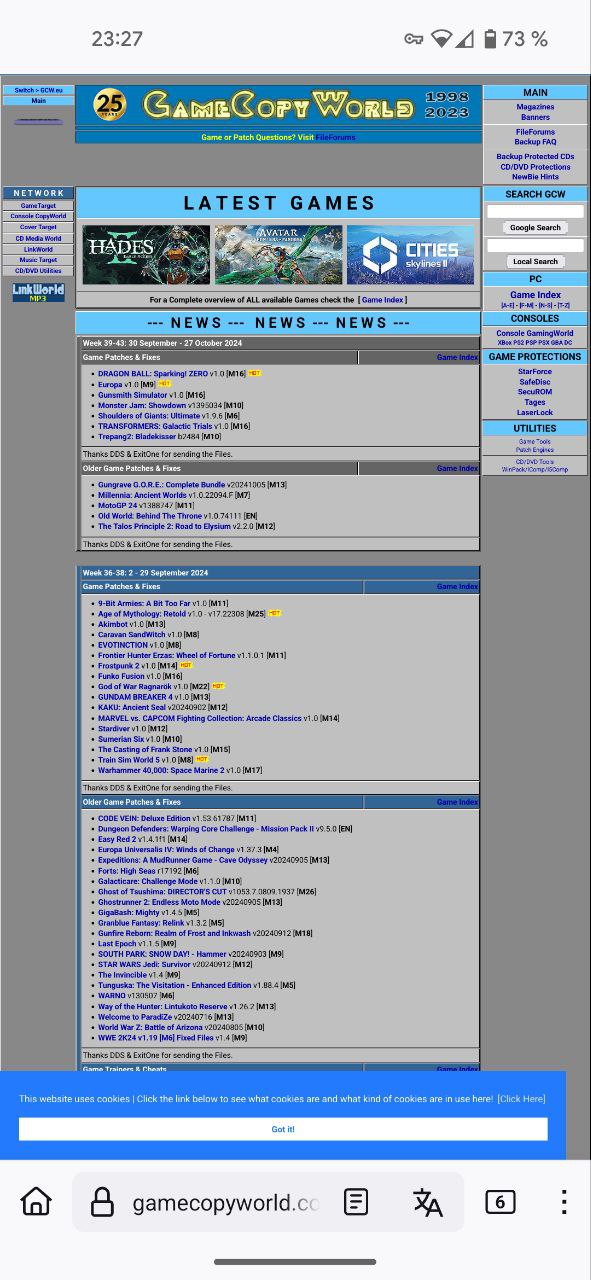 23:27
73 %
Switch > GCW.eu
Main
25
YEARS
GAMECOPYWORLD
1998
2023
Game or Patch Questions? Visit FileForums
MAIN
Magazines
Banners
FileForums
Backup FAQ
Backup Protected CDs
CD/DVD Protections
NewBie Hints
NETWORK
GameTarget
Console CopyWorld
Cover Target
CD Media World
LinkWorld
Music Target
CD/DVD Utilities
LINKWORLD
MP3
LATEST GAMES
HADES
II
AVATAR
FRONTIERS of PANDORA
CITIES
skylines II
For a Complete overview of ALL available Games check the [ Game Index ]
SEARCH GCW
Google Search
Local Search
PC
Game Index
[A-E] - [F-M] - [N-S] - [T-Z]
CONSOLES
Console GamingWorld
XBox PS2 PSP PSX GBA DC
GAME PROTECTIONS
StarForce
SafeDisc
SecuROM
Tages
LaserLock
UTILITIES
Game Tools
Patch Engines
CD/DVD Tools
WinPack/IComp/I5Comp
--- NEWS --- NEWS --- NEWS ---
Week 39-43: 30 September - 27 October 2024
Game Patches & Fixes Game Index
• DRAGON BALL: Sparking! ZERO v1.0 [M16] HOT
• Europa v1.0 [M9] HOT
• Gunsmith Simulator v1.0 [M16]
• Monster Jam: Showdown v1395034 [M10]
• Shoulders of Giants: Ultimate v1.9.6 [M6]
• TRANSFORMERS: Galactic Trials v1.0 [M16]
• Trepang2: Bladekisser b2484 [M10]
Thanks DDS & ExitOne for sending the Files.
Older Game Patches & Fixes Game Index
• Gungrave G.O.R.E.: Complete Bundle v20241005 [M13]
• Millennia: Ancient Worlds v1.0.22094.F [M7]
• MotoGP 24 v1388747 [M11]
• Old World: Behind The Throne v1.0.74111 [EN]
• The Talos Principle 2: Road to Elysium v2.2.0 [M12]
Thanks DDS & ExitOne for sending the Files.
Week 36-38: 2 - 29 September 2024
Game Patches & Fixes Game Index
• 9-Bit Armies: A Bit Too Far v1.0 [M11]
• Age of Mythology: Retold v1.0 - v17.22308 [M25] HOT
• Akimbot v1.0 [M13]
• Caravan SandWitch v1.0 [M8]
• EVOTINCTION v1.0 [M8]
• Frontier Hunter Erzas: Wheel of Fortune v1.1.0.1 [M11]
• Frostpunk 2 v1.0 [M14] HOT
• Funko Fusion v1.0 [M16]
• God of War Ragnarök v1.0 [M22] HOT
• GUNDAM BREAKER 4 v1.0 [M13]
• KAKU: Ancient Seal v20240902 [M12]
• MARVEL vs. CAPCOM Fighting Collection: Arcade Classics v1.0 [M14]
• Stardiver v1.0 [M12]
• Sumerian Six v1.0 [M10]
• The Casting of Frank Stone v1.0 [M15]
• Train Sim World 5 v1.0 [M8] HOT
• Warhammer 40,000: Space Marine 2 v1.0 [M17]
Thanks DDS & ExitOne for sending the Files.
Older Game Patches & Fixes Game Index
• CODE VEIN: Deluxe Edition v1.53.61787 [M11]
• Dungeon Defenders: Warping Core Challenge - Mission Pack II v9.5.0 [EN]
• Easy Red 2 v1.4.1f1 [M14]
• Europa Universalis IV: Winds of Change v1.37.3 [M4]
• Expeditions: A MudRunner Game - Cave Odyssey v20240905 [M13]
• Forts: High Seas r17192 [M6]
• Galacticare: Challenge Mode v1.1.0 [M10]
• Ghost of Tsushima: DIRECTOR'S CUT v1053.7.0809.1937 [M26]
• Ghostrunner 2: Endless Moto Mode v20240905 [M13]
• GigaBash: Mighty v1.4.5 [M5]
• Granblue Fantasy: Relink v1.3.2 [M5]
• Gunfire Reborn: Realm of Frost and Inkwash v20240912 [M18]
• Last Epoch v1.1.5 [M9]
• SOUTH PARK: SNOW DAY! - Hammer v20240903 [M9]
• STAR WARS Jedi: Survivor v20240912 [M12]
• The Invincible v1.4 [M9]
• Tunguska: The Visitation - Enhanced Edition v1.88.4 [M5]
• WARNO v130507 [M6]
• Way of the Hunter: Lintukoto Reserve v1.26.2 [M13]
• Welcome to ParadiZe v20240716 [M13]
• World War Z: Battle of Arizona v20240805 [M10]
• WWE 2K24 v1.19 [M6] Fixed Files v1.4 [M9]
Thanks DDS & ExitOne for sending the Files.
Game Trainers & Cheats Game Index
This website uses cookies | Click the link below to see what cookies are and what kind of cookies are in use here! [Click Here]
Got it!
gamecopyworld.co
6